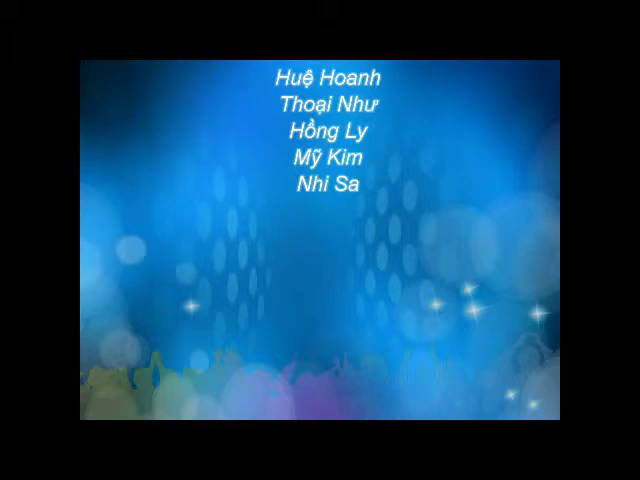 Huệ Hoanh
Thoại Như
Hồng Ly
Mỹ Kim
Nhi Sa